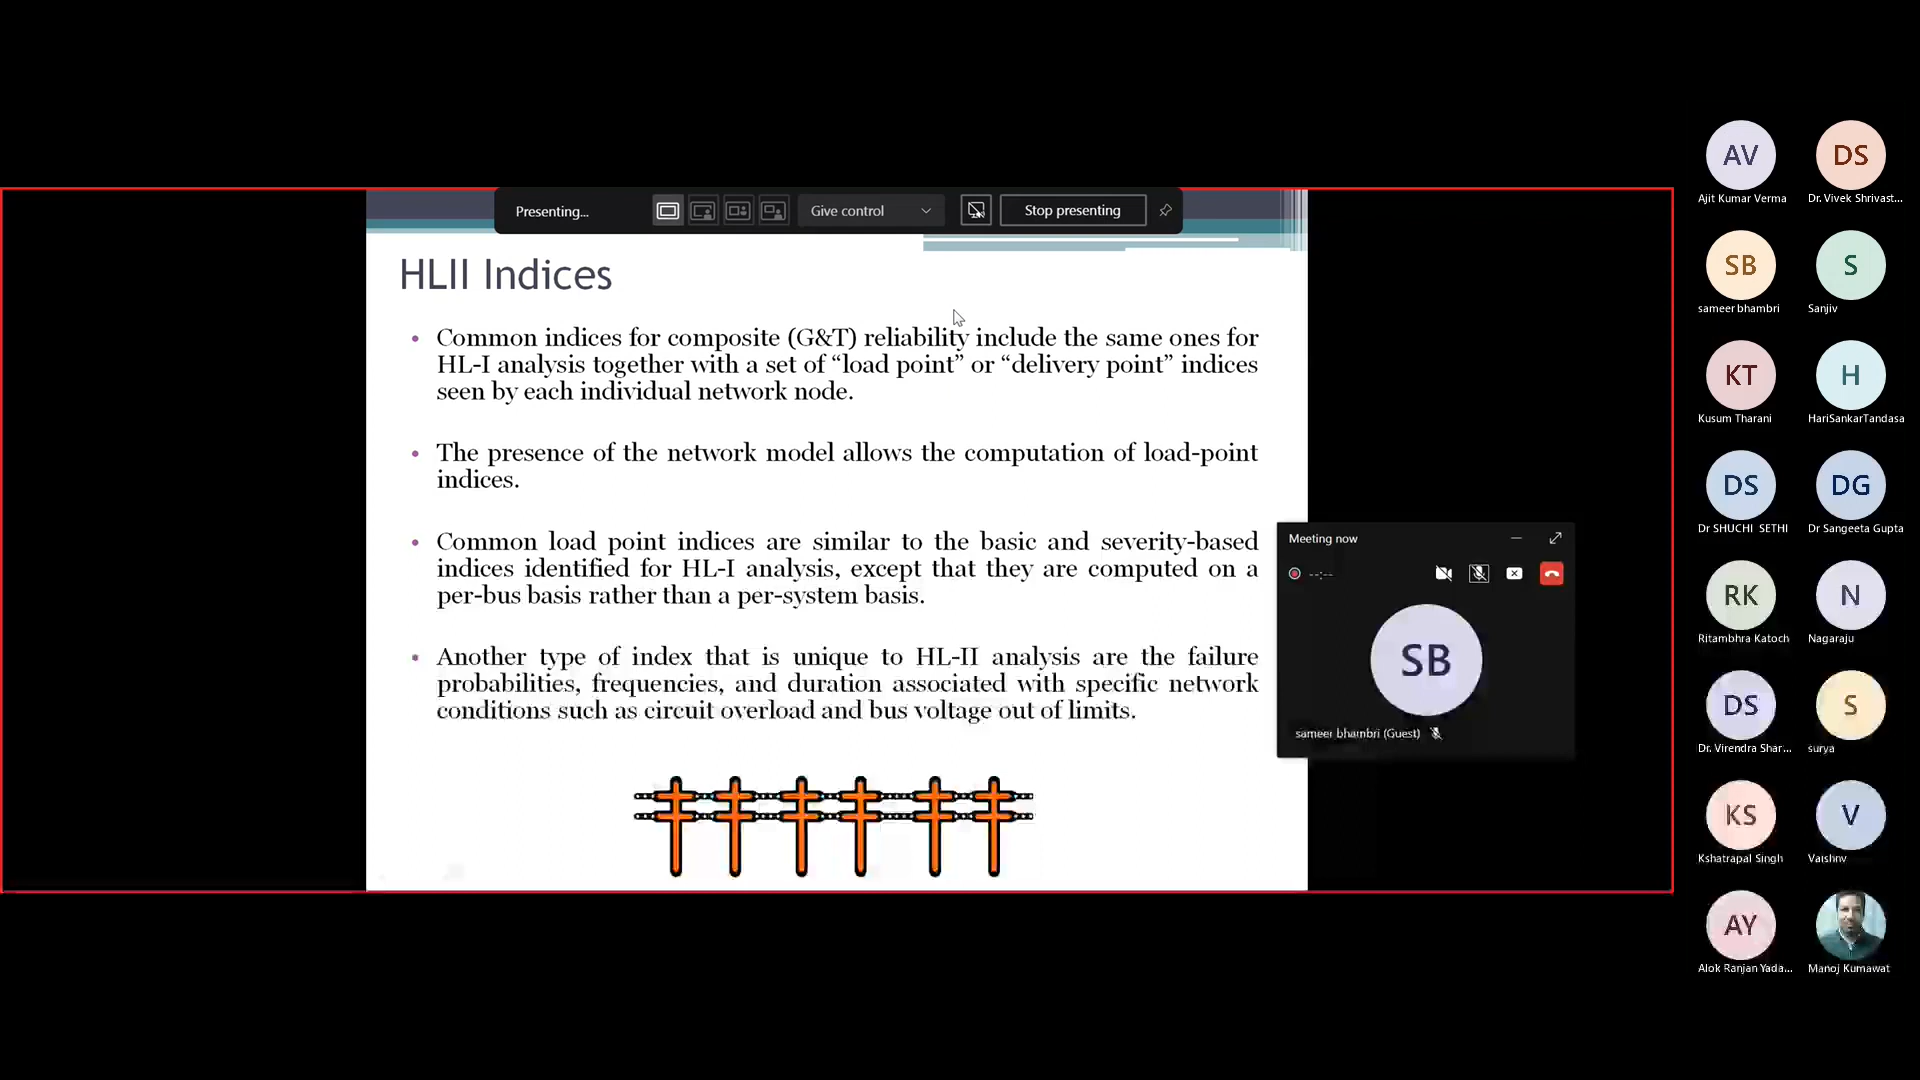 Presenting...
Give control
Stop presenting
HLII Indices
• Common indices for composite (G&T) reliability include the same ones for
HL-I analysis together with a set of “load point” or “delivery point” indices
seen by each individual network node.
• The presence of the network model allows the computation of load-point
indices.
• Common load point indices are similar to the basic and severity-based
indices identified for HL-I analysis, except that they are computed on a
per-bus basis rather than a per-system basis.
• Another type of index that is unique to HL-II analysis are the failure
probabilities, frequencies, and duration associated with specific network
conditions such as circuit overload and bus voltage out of limits.
Meeting now
--:--
SB
sameer bhambri (Guest)
AV
DS
Ajit Kumar Verma
Dr. Vivek Shrivast...
SB
S
sameer bhambri
Sanjiv
KT
H
Kusum Tharani
HariSankarTandasa
DS
DG
Dr SHUCHI SETHI
Dr Sangeeta Gupta
RK
N
Ritambhra Katoch
Nagaraju
DS
S
Dr. Virendra Shar...
surya
KS
V
Kshatrapal Singh
Vaishnv
AY
Alok Ranjan Yada...
Manoj Kumawat